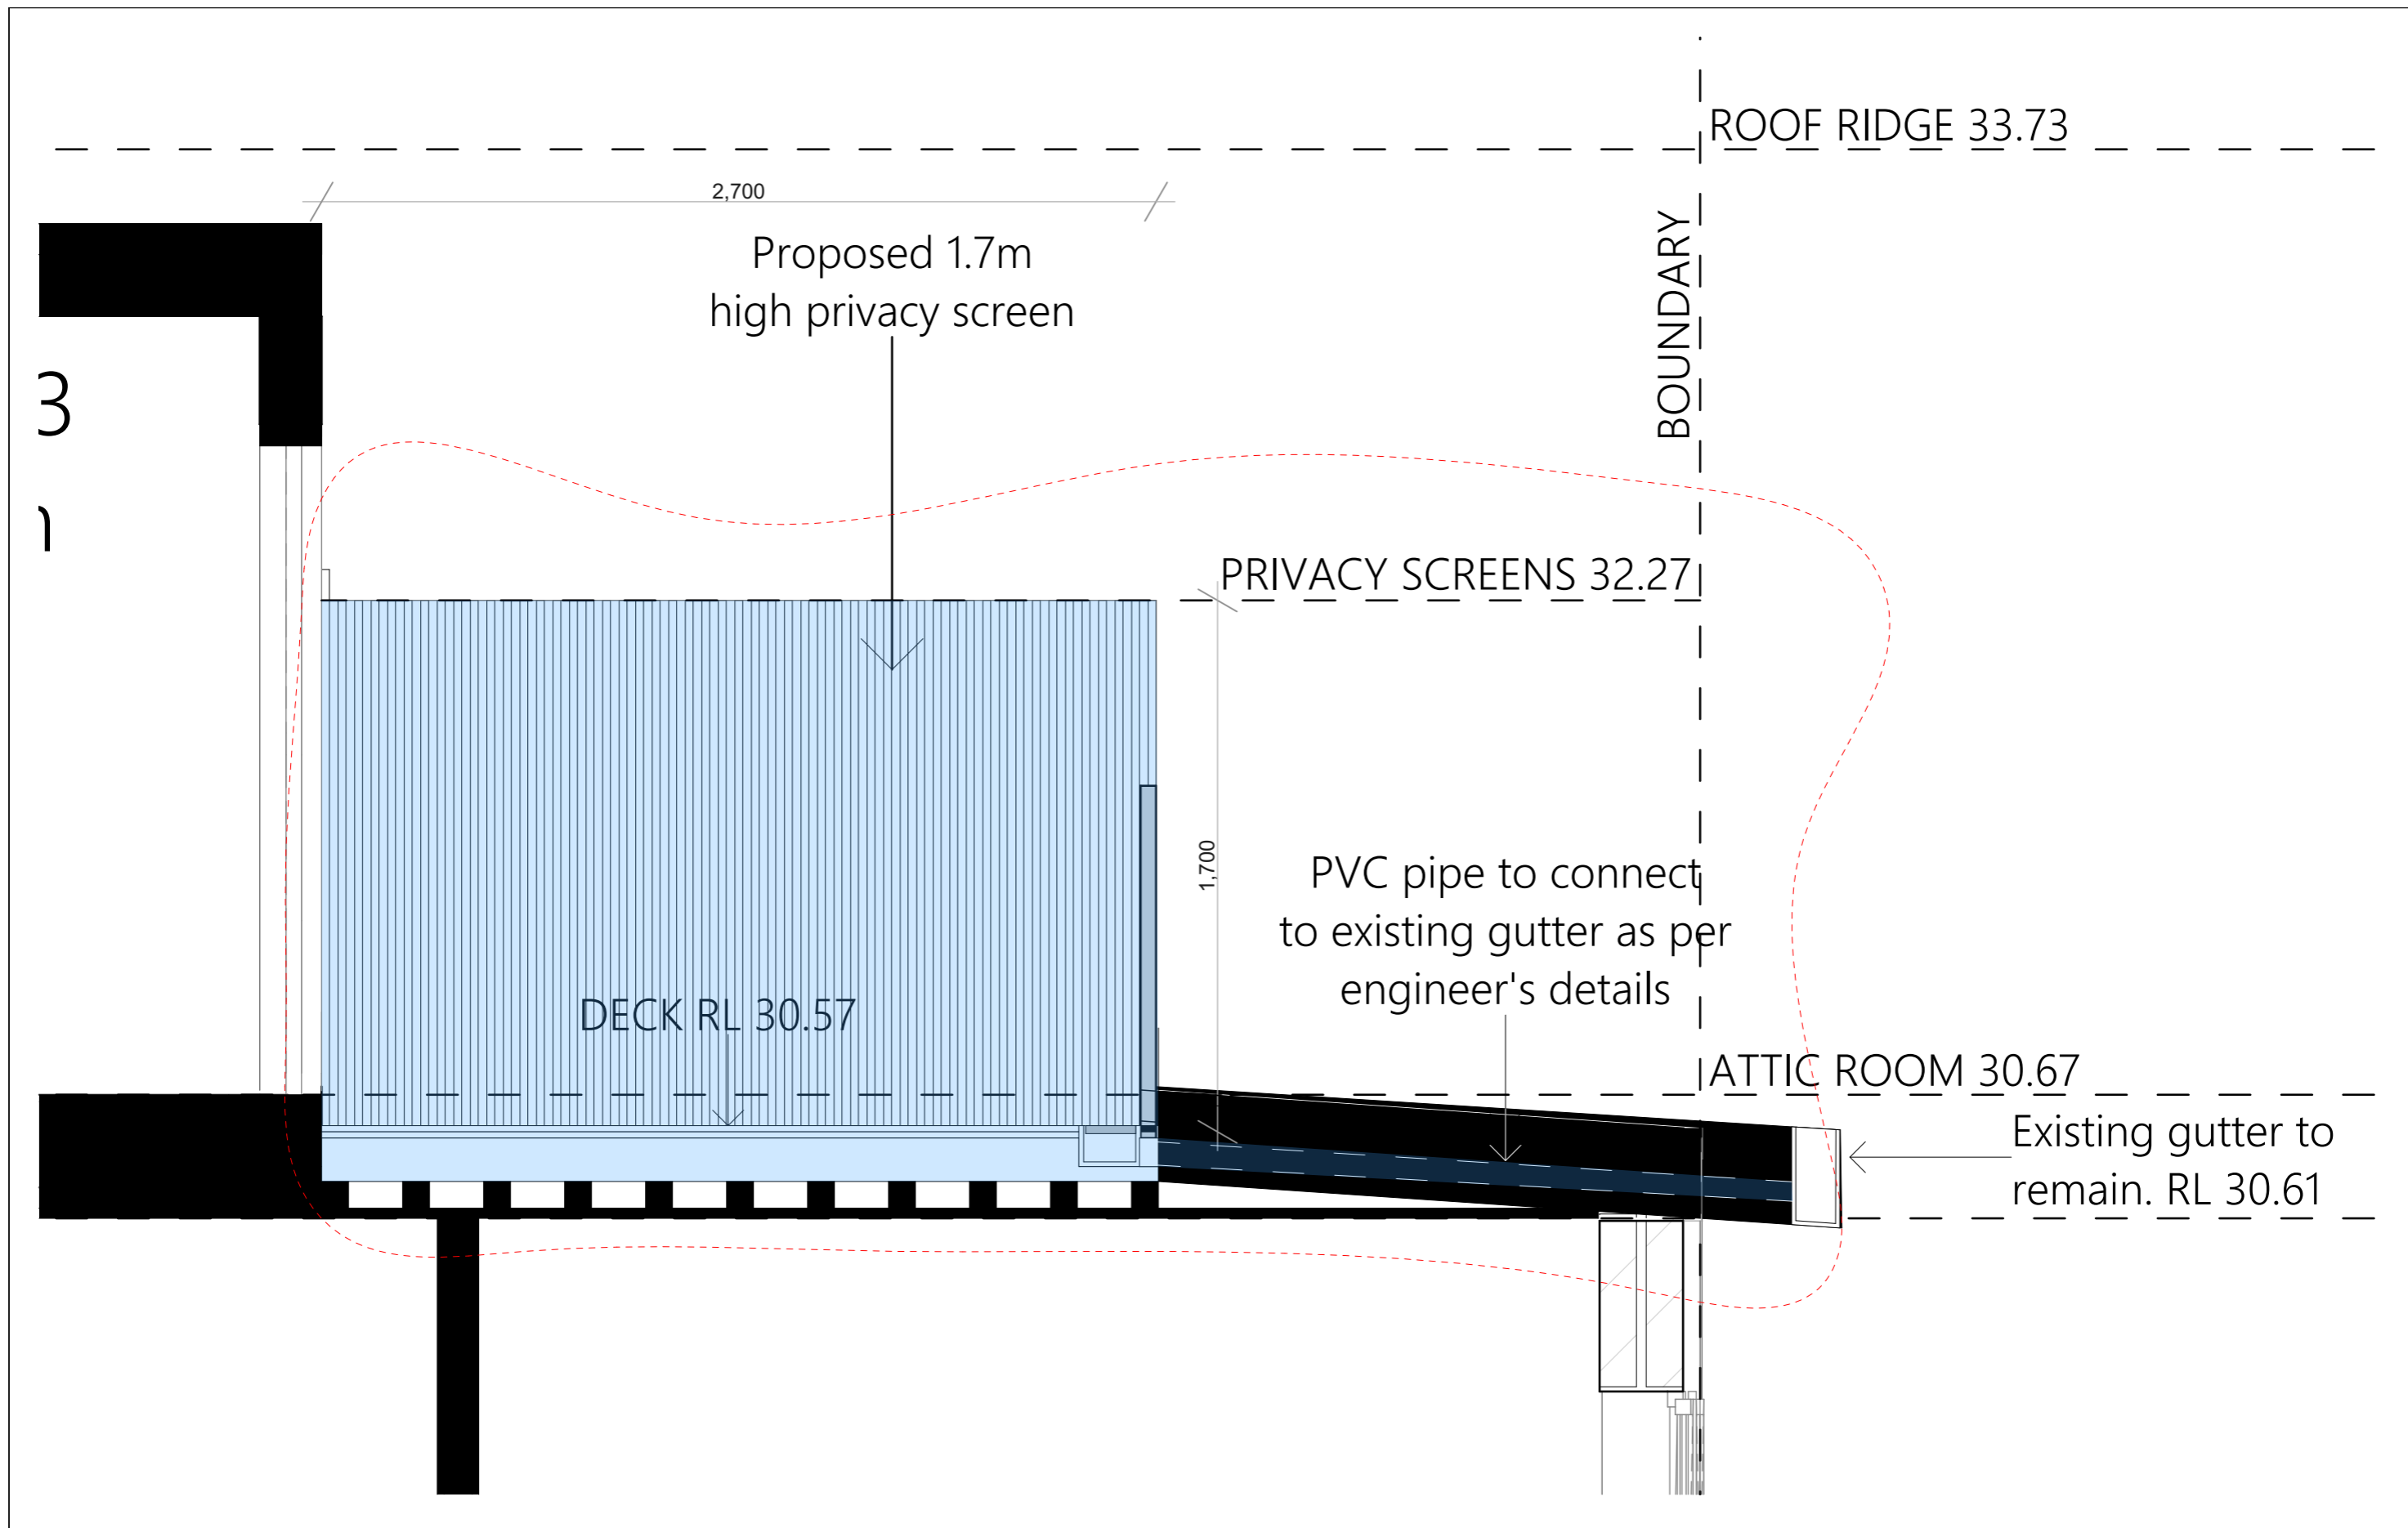 ROOF RIDGE 33.73
2,700
Proposed 1.7m
high privacy screen
BOUNDARY
3
PRIVACY SCREENS 32.27
1,700
PVC pipe to connect
to existing gutter as per
engineer's details
DECK RL 30.57
ATTIC ROOM 30.67
Existing gutter to
remain. RL 30.61